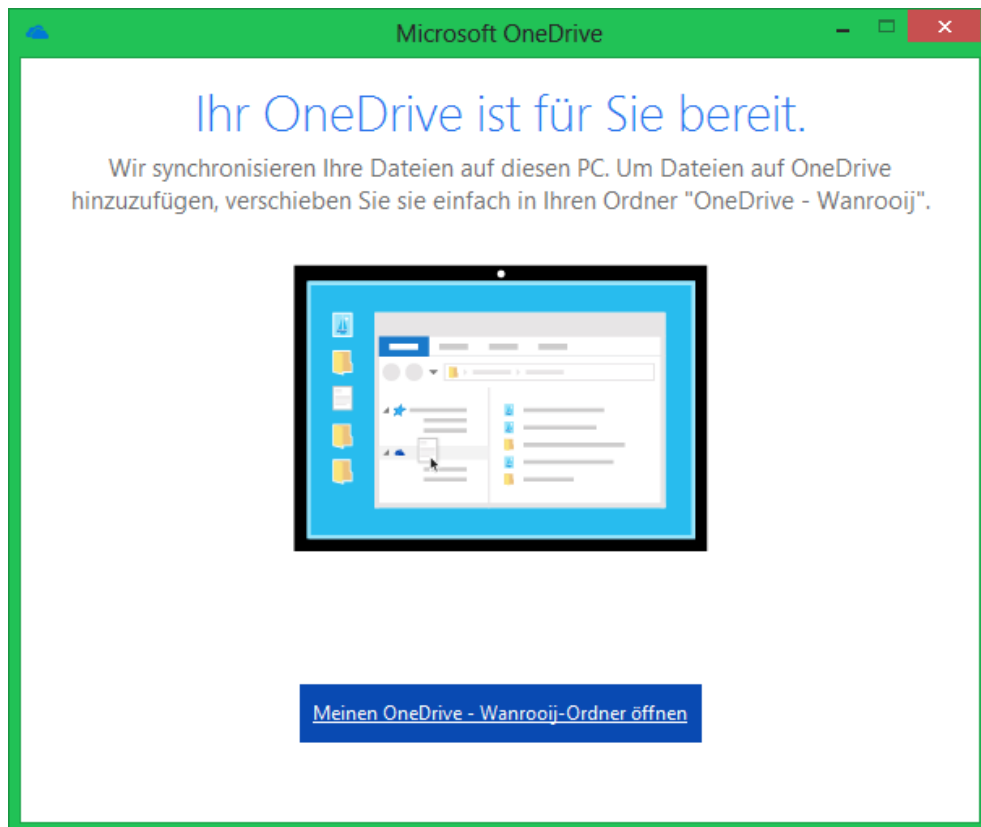 Microsoft OneDrive
Ihr OneDrive ist für Sie bereit.
Wir synchronisieren Ihre Dateien auf diesen PC. Um Dateien auf OneDrive
hinzuzufügen, verschieben Sie sie einfach in Ihren Ordner "OneDrive - Wanrooij".
Meinen OneDrive - Wanrooij-Ordner öffnen